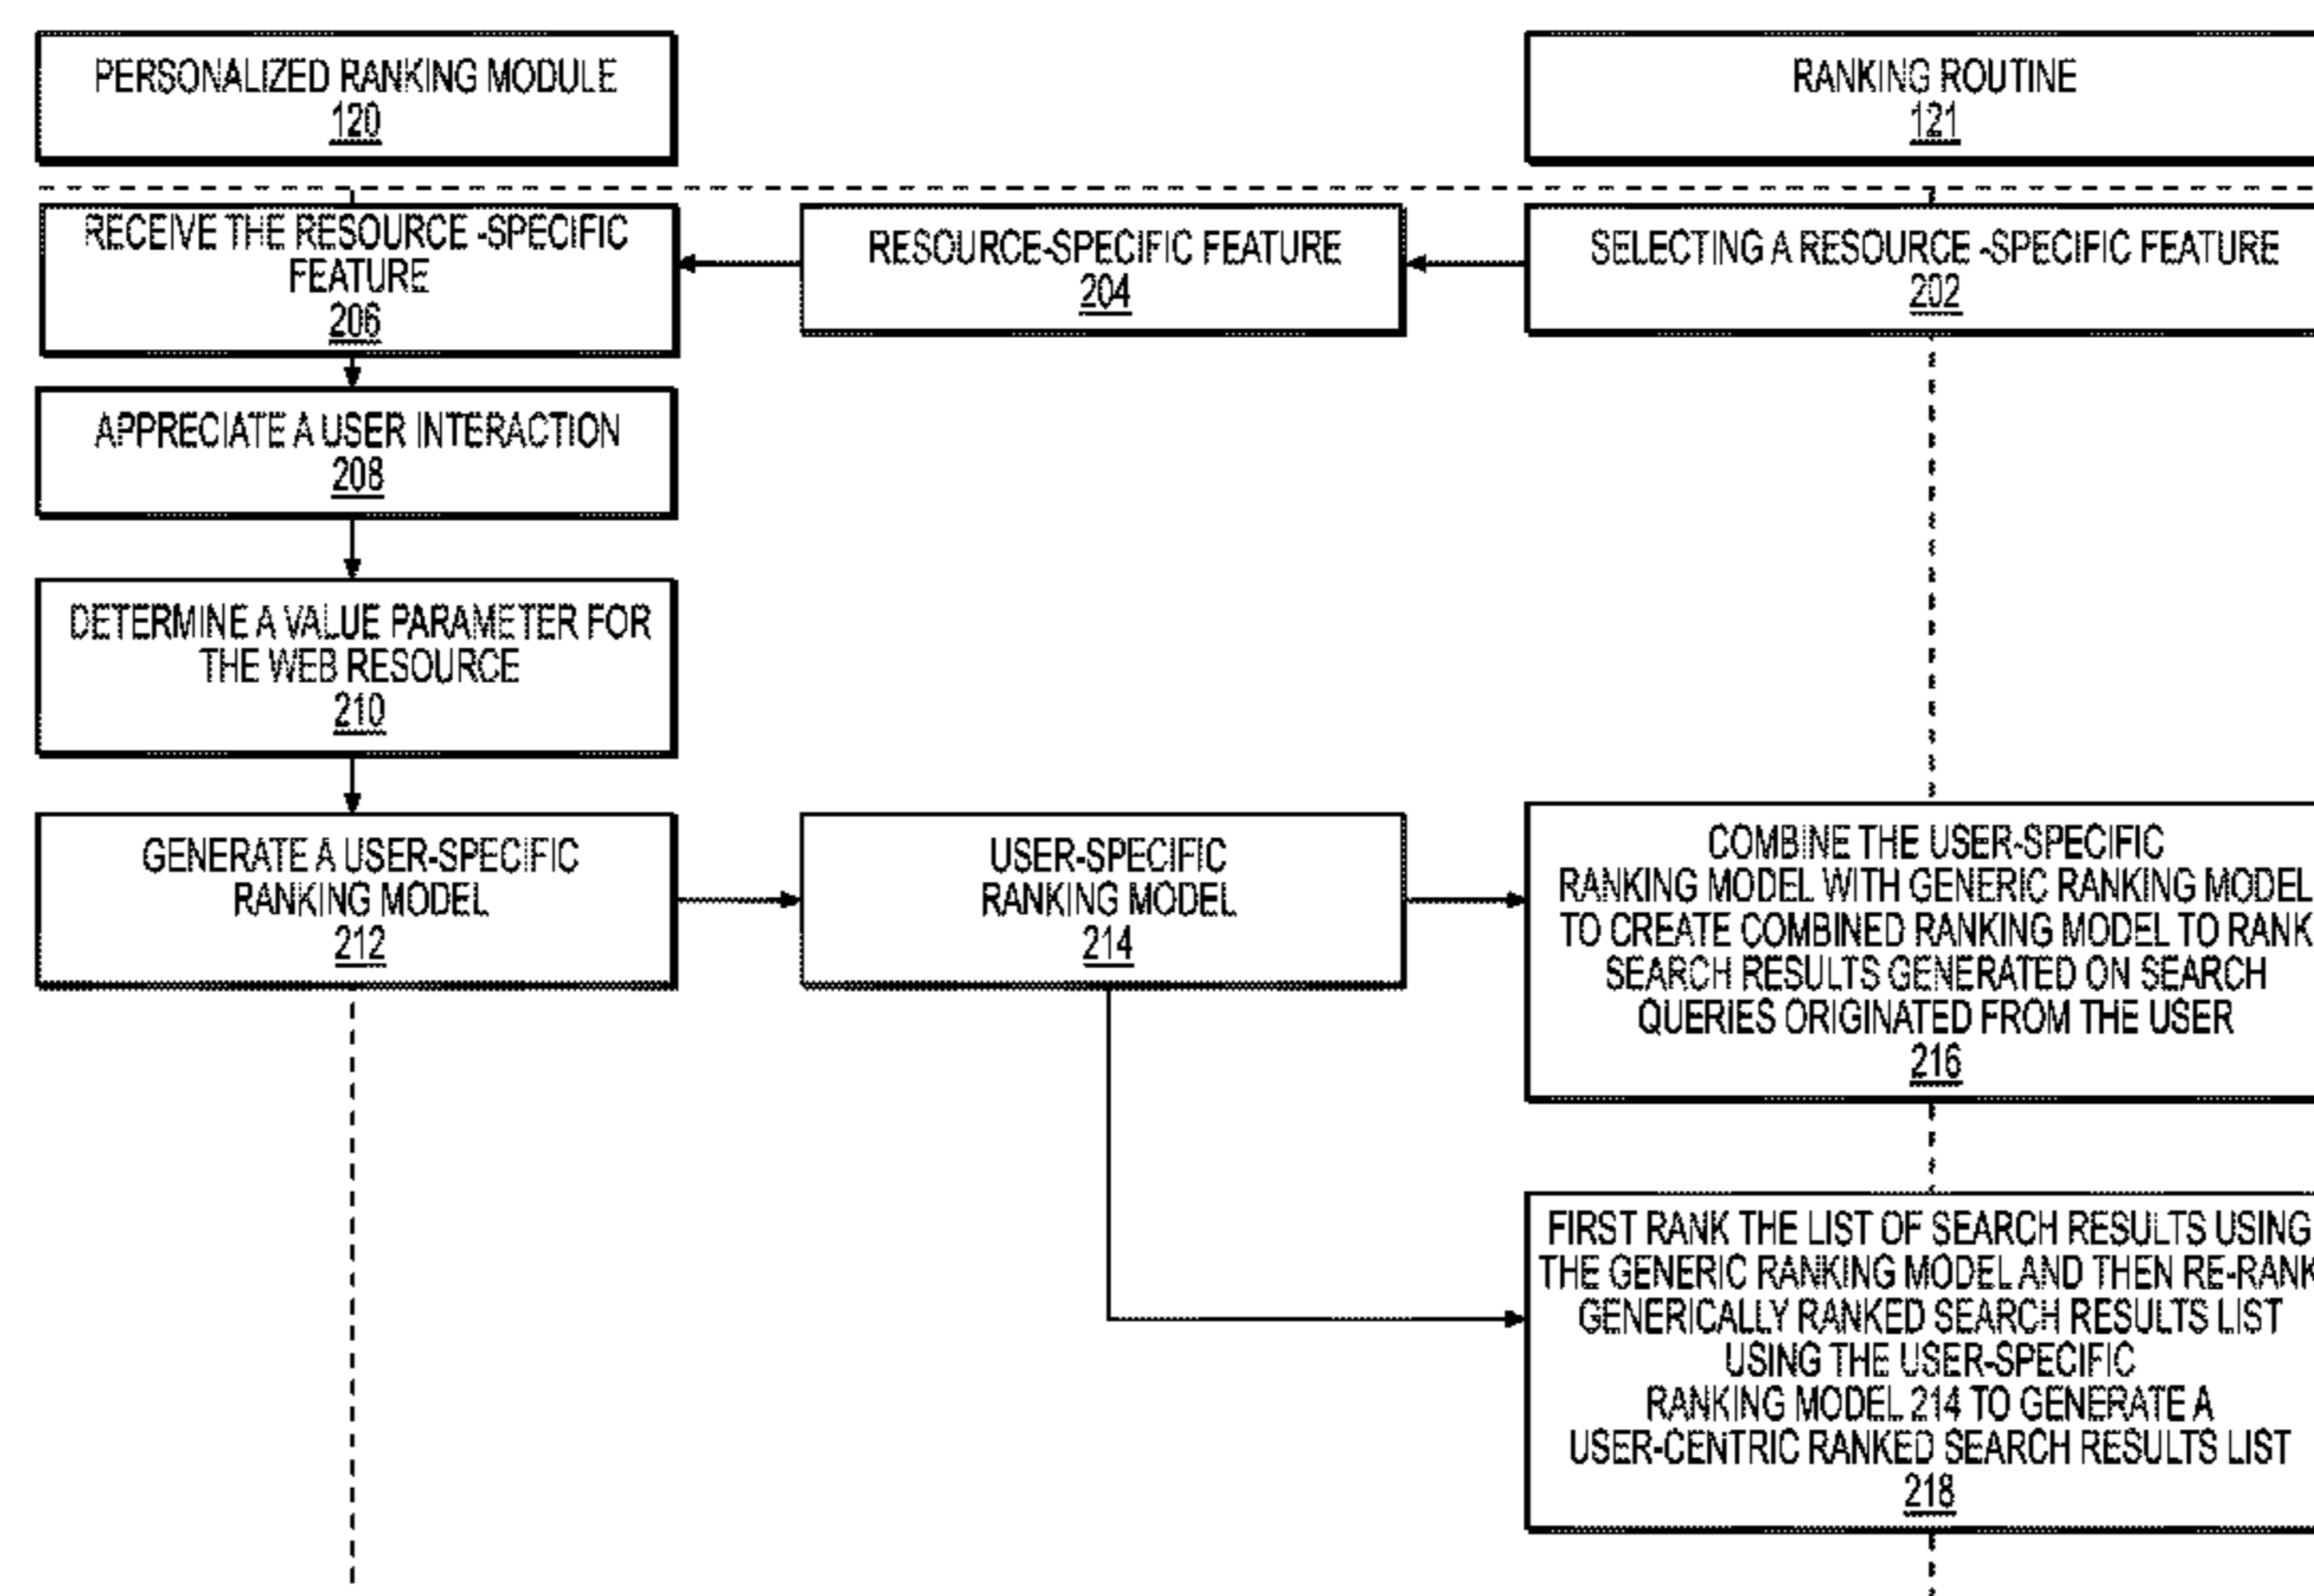 PERSONALIZED RANKING MODULE
120
RANKING ROUTINE
121
RECEIVE THE RESOURCE -SPECIFIC
FEATURE
206
RESOURCE-SPECIFIC FEATURE
204
SELECTING A RESOURCE -SPECIFIC FEATURE
202
APPRECIATE A USER INTERACTION
208
DETERMINE A VALUE PARAMETER FOR
THE WEB RESOURCE
210
GENERATE A USER-SPECIFIC
RANKING MODEL
212
USER-SPECIFIC
RANKING MODEL
214
COMBINE THE USER-SPECIFIC
RANKING MODEL WITH GENERIC RANKING MODEL
TO CREATE COMBINED RANKING MODEL TO RANK
SEARCH RESULTS GENERATED ON SEARCH
QUERIES ORIGINATED FROM THE USER
216
FIRST RANK THE LIST OF SEARCH RESULTS USING
THE GENERIC RANKING MODEL AND THEN RE-RANK
GENERICALLY RANKED SEARCH RESULTS LIST
USING THE USER-SPECIFIC
RANKING MODEL 214 TO GENERATE A
USER-CENTRIC RANKED SEARCH RESULTS LIST
218